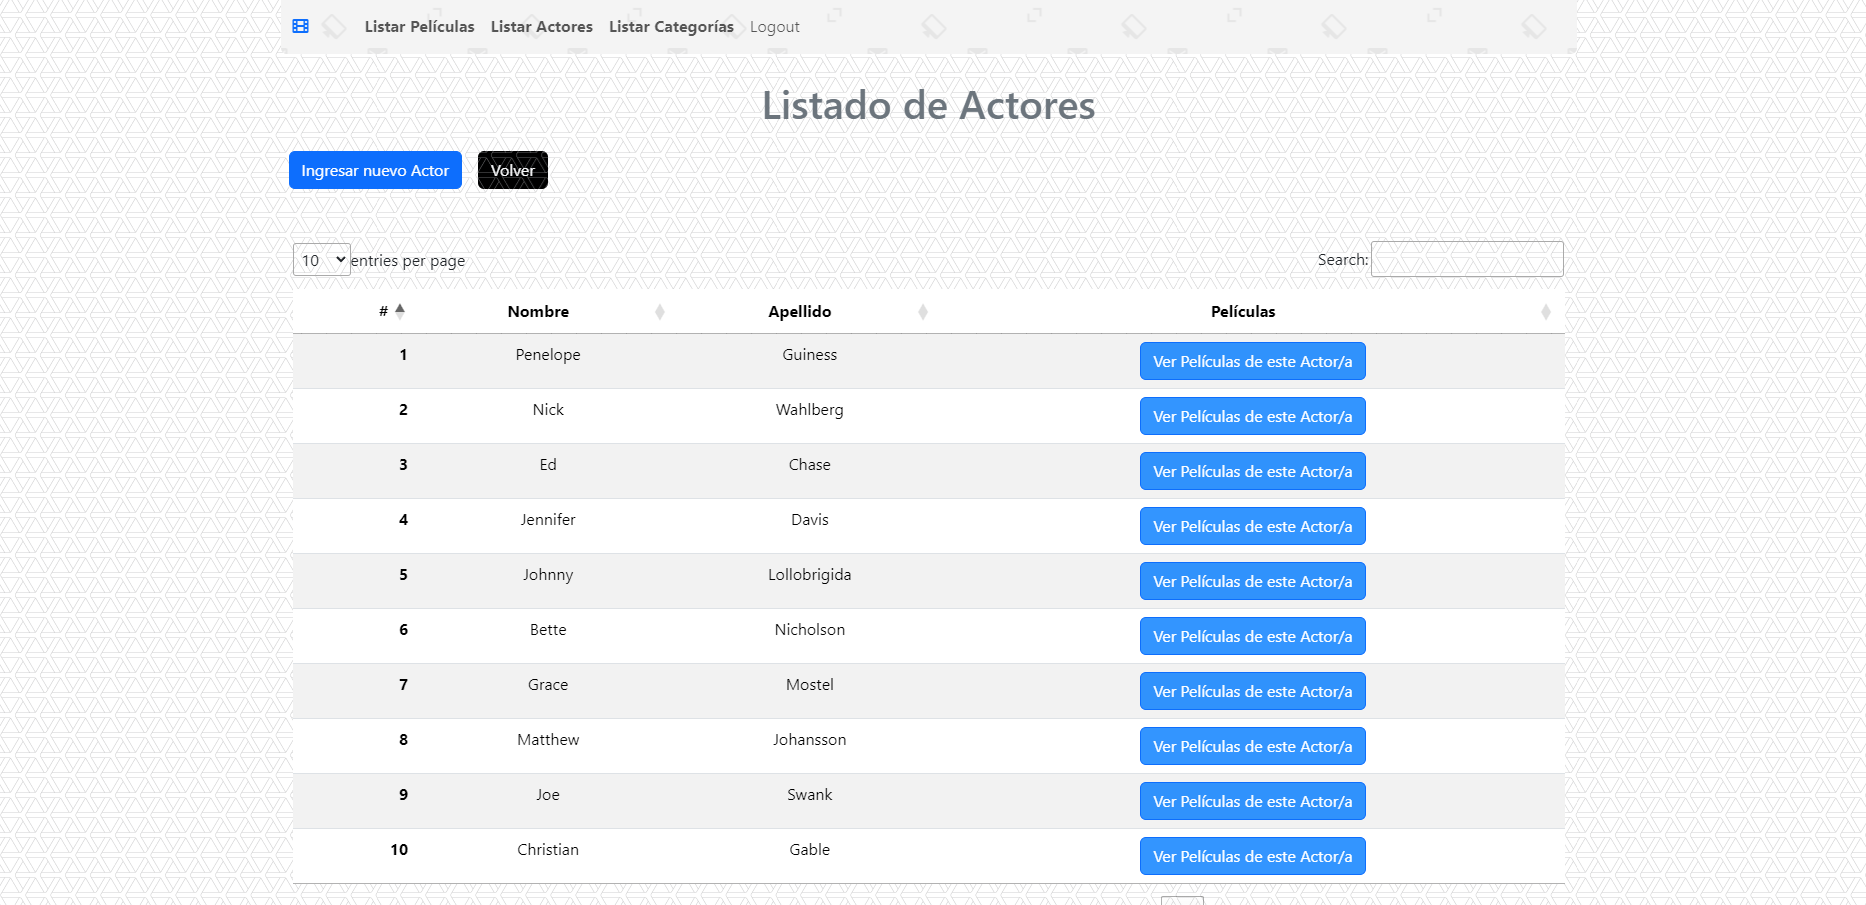 Listar Películas Listar Actores Listar Categorías Logout
Listado de Actores
Ingresar nuevo Actor Volver
10 entries per page Search:
# Nombre Apellido Películas
1 Penelope Guiness Ver Películas de este Actor/a
2 Nick Wahlberg Ver Películas de este Actor/a
3 Ed Chase Ver Películas de este Actor/a
4 Jennifer Davis Ver Películas de este Actor/a
5 Johnny Lollobrigida Ver Películas de este Actor/a
6 Bette Nicholson Ver Películas de este Actor/a
7 Grace Mostel Ver Películas de este Actor/a
8 Matthew Johansson Ver Películas de este Actor/a
9 Joe Swank Ver Películas de este Actor/a
10 Christian Gable Ver Películas de este Actor/a